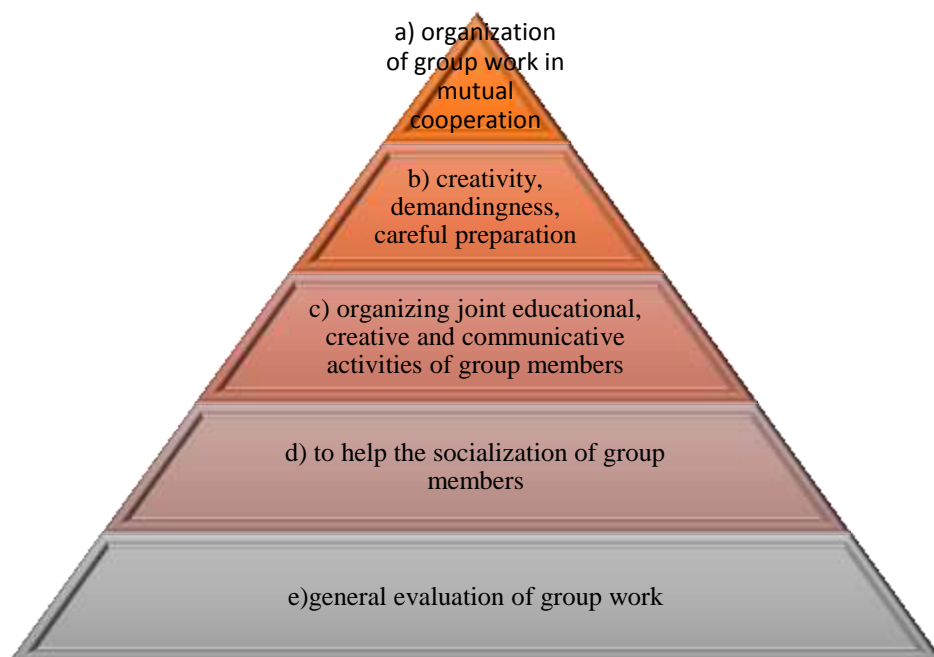 a) organization
of group work in
mutual
cooperation
b) creativity,
demandingness,
careful preparation
c) organizing joint educational,
creative and communicative
activities of group members
d) to help the socialization of group
members
e)general evaluation of group work